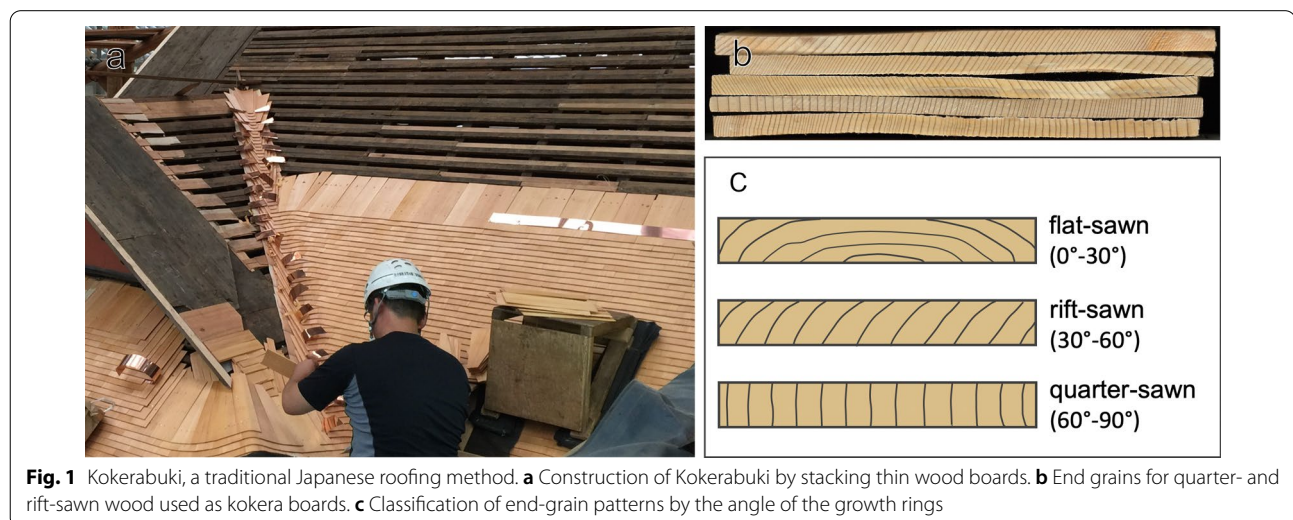 a
b
C
flat-sawn
(0°-30°)
rift-sawn
(30°-60°)
quarter-sawn
(60°-90°)
Fig. 1 Kokerabuki, a traditional Japanese roofing method. a Construction of Kokerabuki by stacking thin wood boards. b End grains for quarter- and
rift-sawn wood used as kokera boards. c Classification of end-grain patterns by the angle of the growth rings